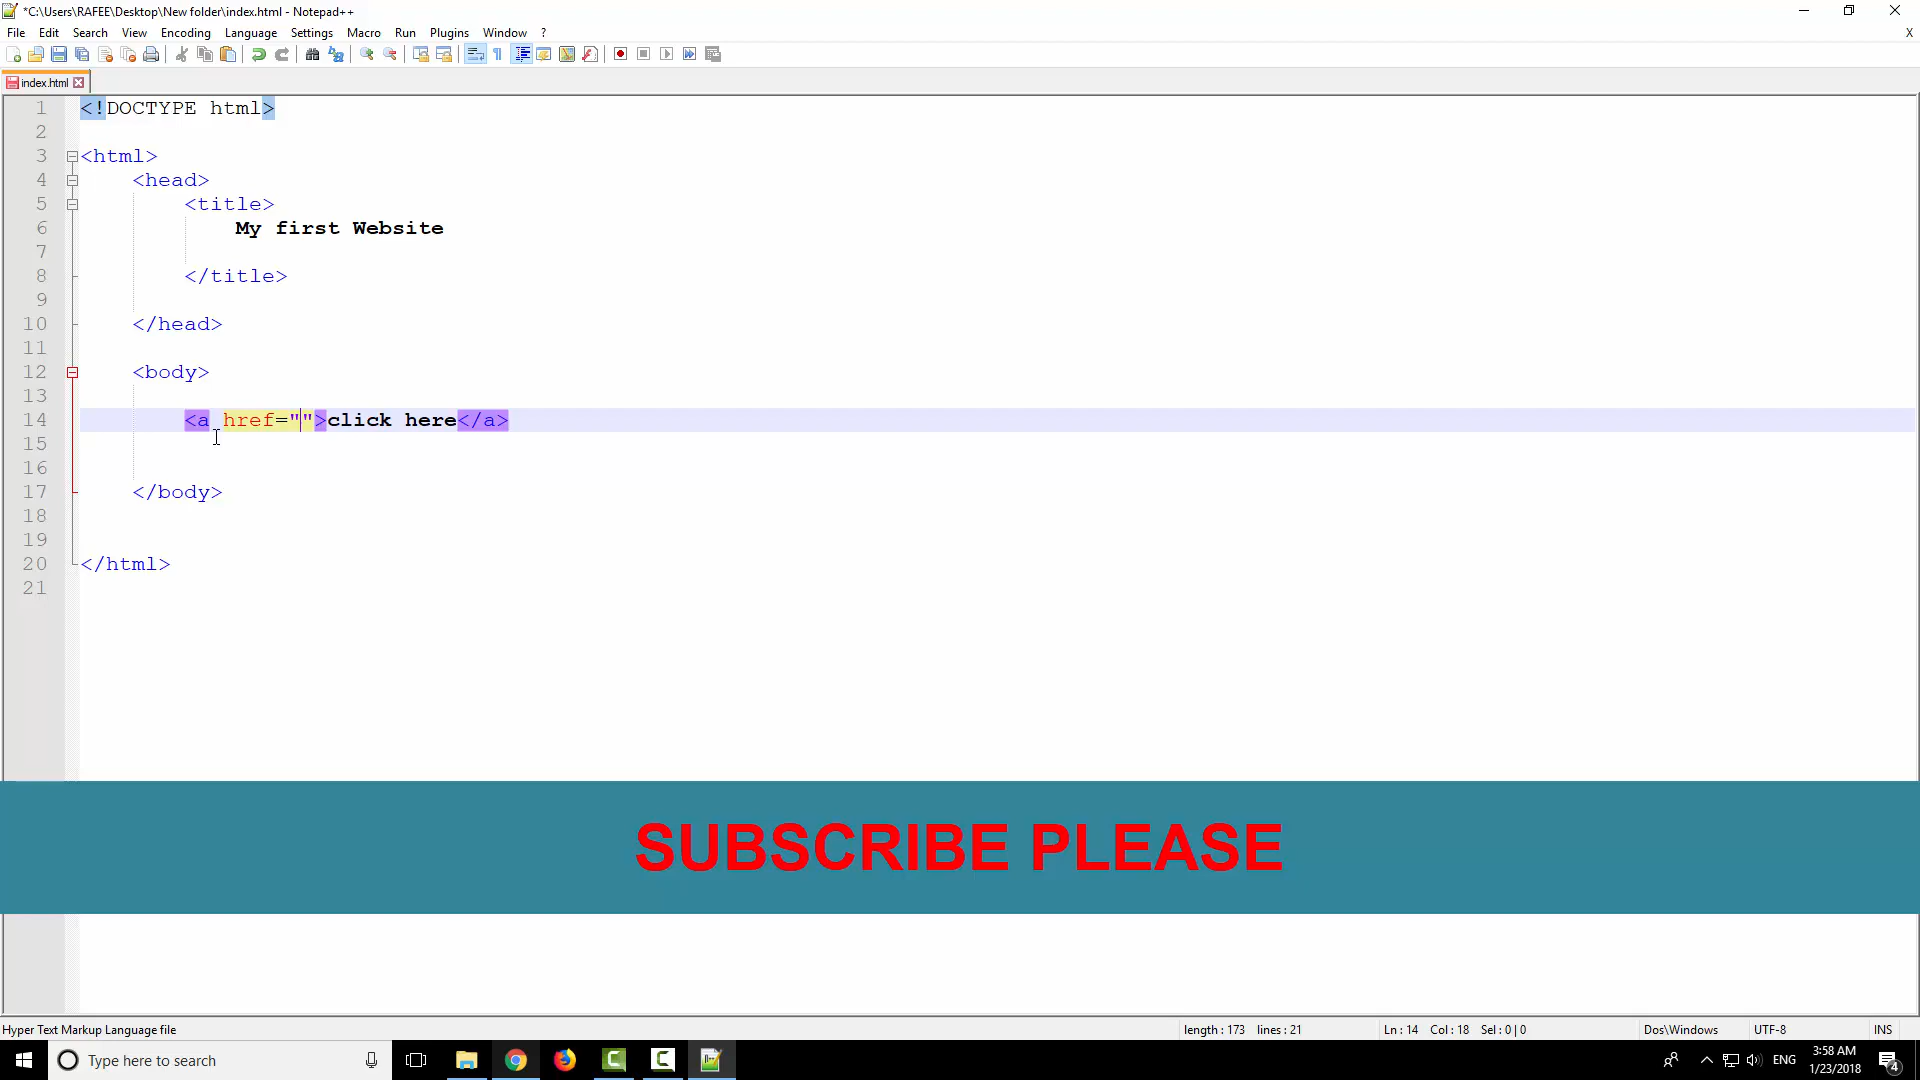 *C:\Users\RAFEE\Desktop\New folder\index.html - Notepad++
File Edit Search View Encoding Language Settings Macro Run Plugins Window ? X
index.html
1 <!DOCTYPE html>
2
3 <html>
4 <head>
5 <title>
6 My first Website
7
8 </title>
9
10 </head>
11
12 <body>
13
14 <a href="">click here</a>
15
16
17 </body>
18
19
20 </html>
21
SUBSCRIBE PLEASE
Hyper Text Markup Language file length : 173 lines : 21 Ln : 14 Col : 18 Sel : 0 | 0 Dos\Windows UTF-8 INS
Type here to search ENG 3:58 AM
1/23/2018 4